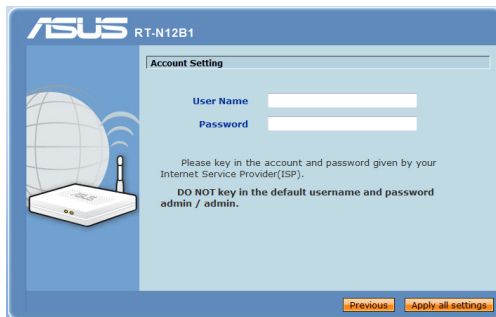 ASUS RT-N12B1
Account Setting
User Name
Password
Please key in the account and password given by your
Internet Service Provider(ISP).
DO NOT key in the default username and password
admin / admin.
ASUS
Previous Apply all settings